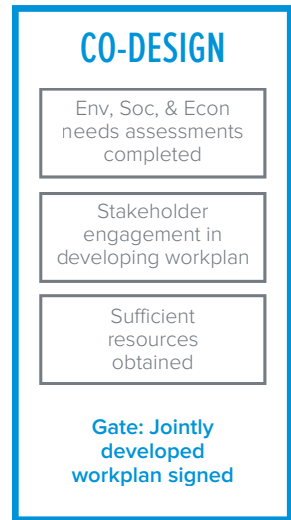 CO-DESIGN
Env, Soc, & Econ
needs assessments
completed
Stakeholder
engagement in
developing workplan
Sufficient
resources
obtained
Gate: Jointly
developed
workplan signed